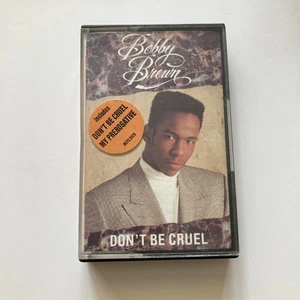 Bobby
Brown
Includes
DON'T BE CRUEL
MY PREROGATIVE
DON'T BE CRUEL